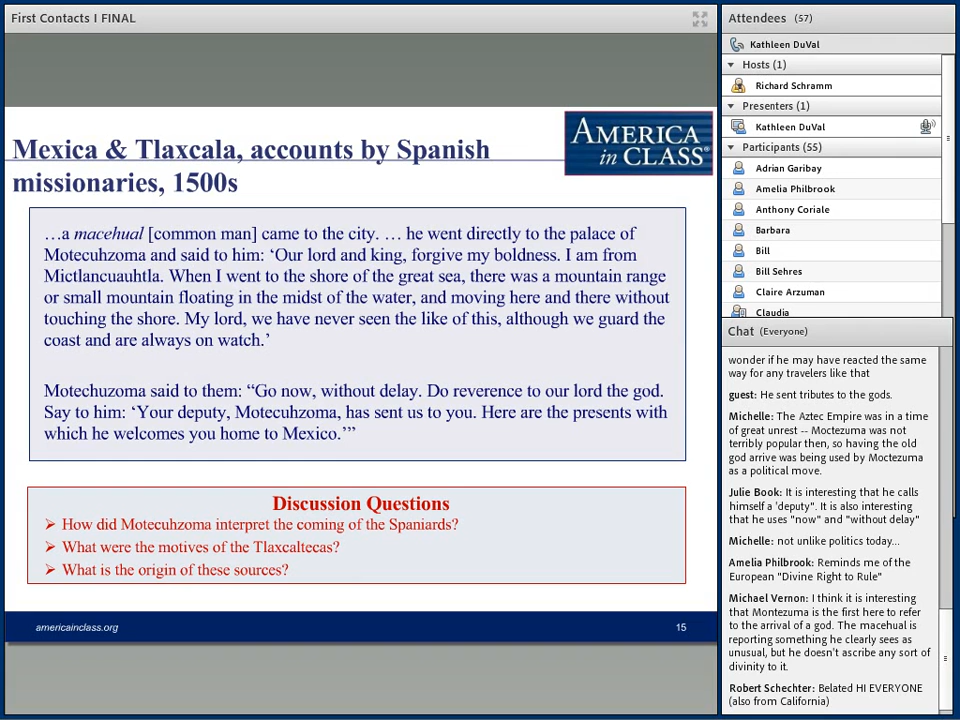 First Contacts I FINAL
Mexica & Tlaxcala, accounts by Spanish
missionaries, 1500s
AMERICA
in CLASS®
…a macehual [common man] came to the city. … he went directly to the palace of
Motecuhzoma and said to him: ‘Our lord and king, forgive my boldness. I am from
Mictlancuauhtla. When I went to the shore of the great sea, there was a mountain range
or small mountain floating in the midst of the water, and moving here and there without
touching the shore. My lord, we have never seen the like of this, although we guard the
coast and are always on watch.’
Motechuzoma said to them: “Go now, without delay. Do reverence to our lord the god.
Say to him: ‘Your deputy, Motecuhzoma, has sent us to you. Here are the presents with
which he welcomes you home to Mexico.’”
Discussion Questions
➢ How did Motecuhzoma interpret the coming of the Spaniards?
➢ What were the motives of the Tlaxcaltecas?
➢ What is the origin of these sources?
americainclass.org
15
Attendees (57)
Kathleen DuVal
Hosts (1)
Richard Schramm
Presenters (1)
Kathleen DuVal
Participants (55)
Adrian Garibay
Amelia Philbrook
Anthony Coriale
Barbara
Bill
Bill Sehres
Claire Arzuman
Claudia
Chat (Everyone)
wonder if he may have reacted the same
way for any travelers like that
guest: He sent tributes to the gods.
Michelle: The Aztec Empire was in a time
of great unrest -- Moctezuma was not
terribly popular then, so having the old
god arrive was being used by Moctezuma
as a political move.
Julie Book: It is interesting that he calls
himself a 'deputy". It is also interesting
that he uses "now" and "without delay"
Michelle: not unlike politics today...
Amelia Philbrook: Reminds me of the
European "Divine Right to Rule"
Michael Vernon: I think it is interesting
that Montezuma is the first here to refer
to the arrival of a god. The macehual is
reporting something he clearly sees as
unusual, but he doesn't ascribe any sort of
divinity to it.
Robert Schechter: Belated HI EVERYONE
(also from California)